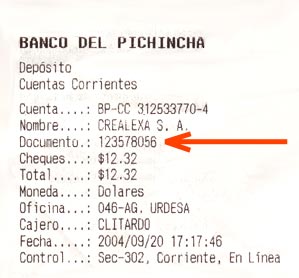 BANCO DEL PICHINCHA
Depósito
Cuentas Corrientes
Cuenta....: BP-CC 312533770-4
Nombre....: CREALEXA S. A.
Documento.: 123578056
Cheques...: $12.32
Total.....: $12.32
Moneda....: Dolares
Oficina...: 046-AG. URDESA
Cajero....: CLITARDO
Fecha.....: 2004/09/20 17:17:46
Control...: Sec-302, Corriente, En Línea